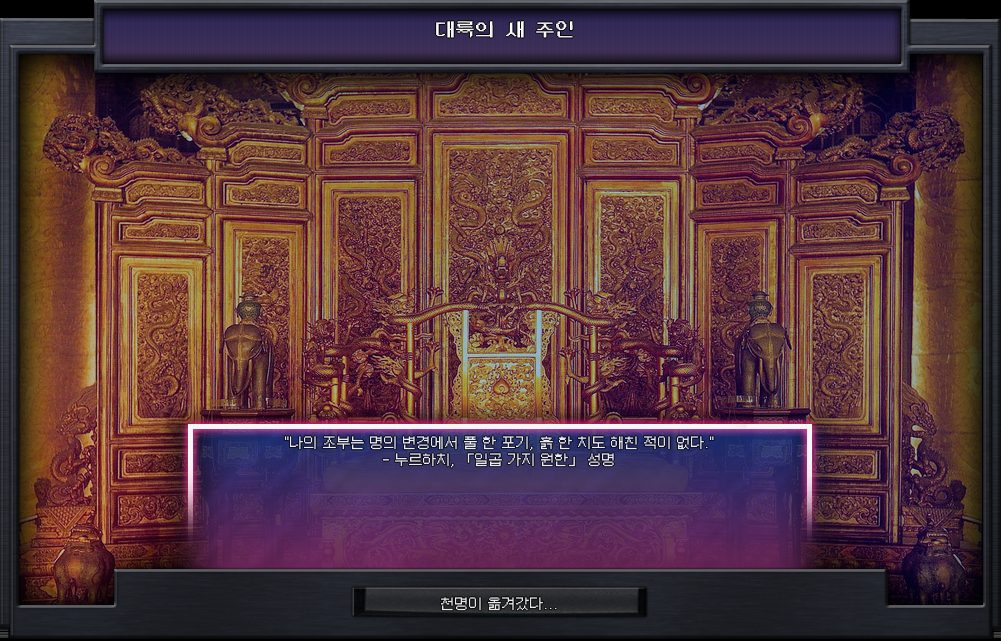 대륙의 새 주인
"나의 조부는 명의 변경에서 풀 한 포기, 흙 한 치도 해친 적이 없다."
- 누르하치, 「일곱 가지 원한」 성명
천명이 옮겨갔다...